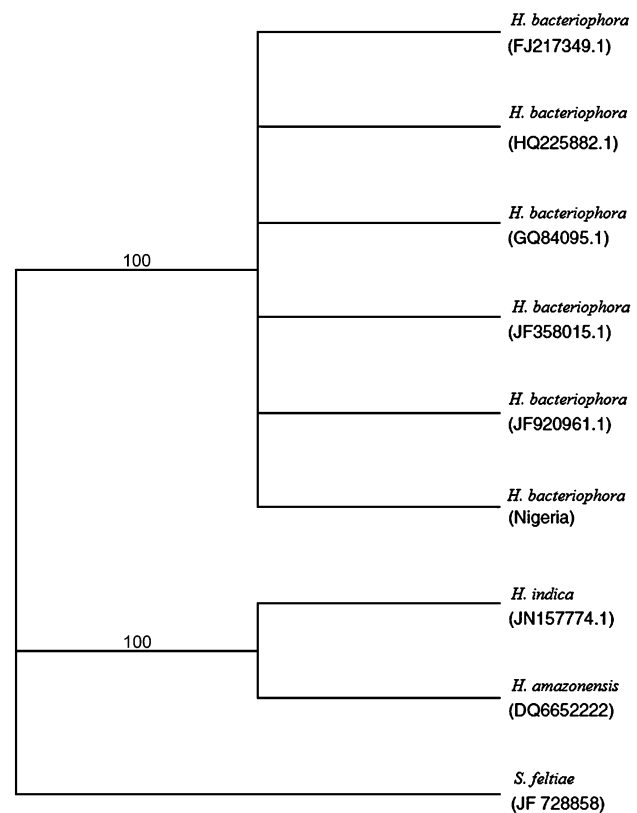 H. bacteriophora
(FJ217349.1)
H. bacteriophora
(HQ225882.1)
H. bacteriophora
(GQ84095.1)
100
H. bacteriophora
(JF358015.1)
H. bacteriophora
(JF920961.1)
H. bacteriophora
(Nigeria)
H. indica
(JN157774.1)
100
H. amazonensis
(DQ6652222)
S. feltiae
(JF 728858)